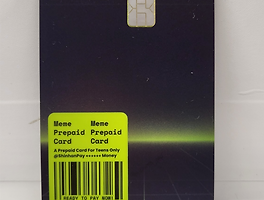 Meme Meme
Prepaid Prepaid
Card Card
A Prepaid Card For Teens Only
@ShinhanPay ++++++ Money
READY TO PAY NOW!